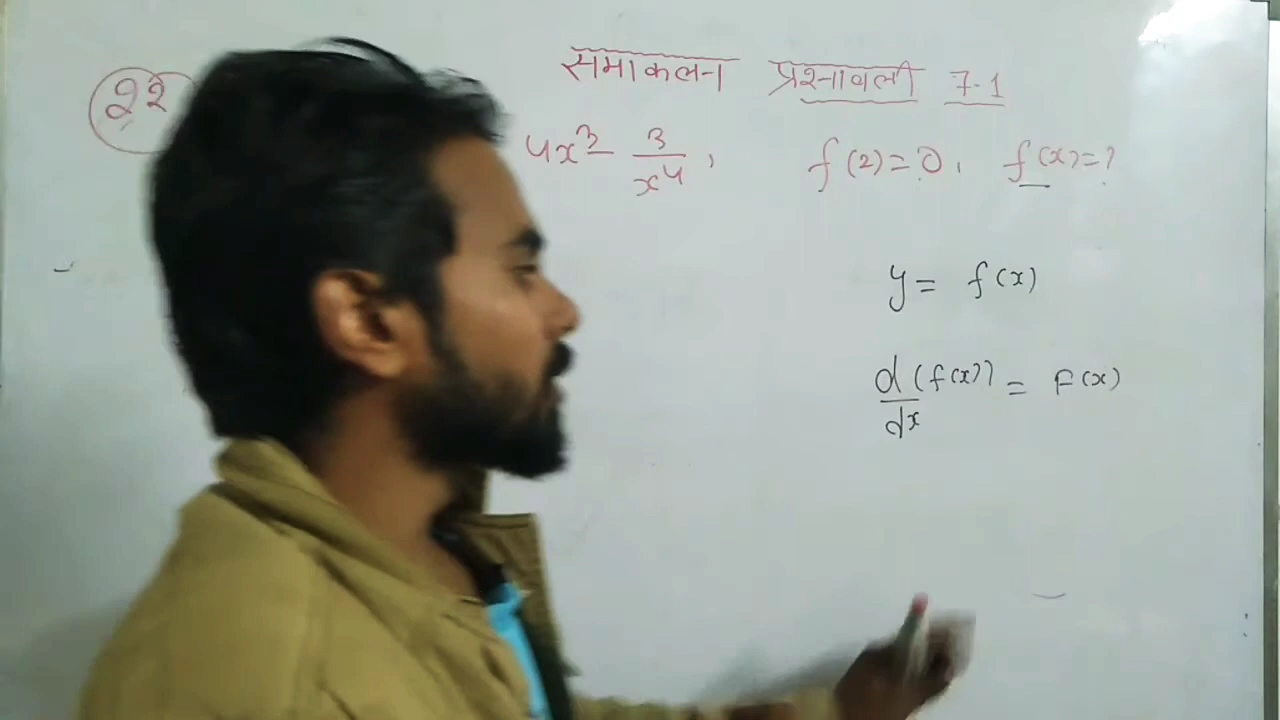 समाकलन प्रश्नावली 7.1
22 4x³ - 3/x⁴, f(2)=0, f(x)=?
y = f(x)
d/dx (f(x)) = F(x)